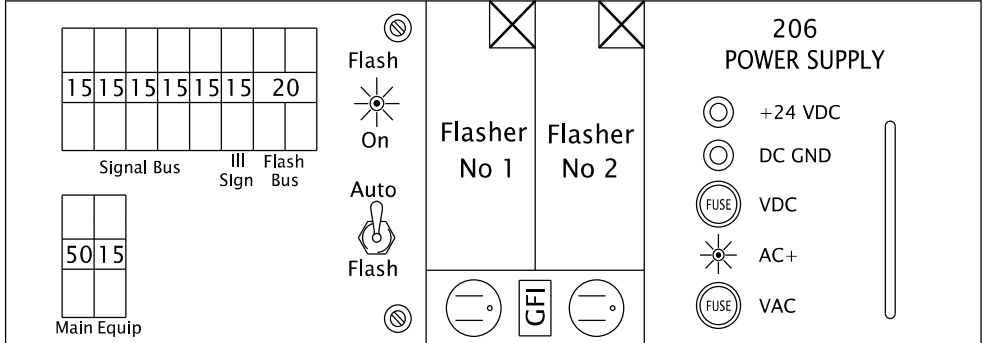 15 15 15 15 15 15 20
Signal Bus
Ill
SIgn
Flash
Bus
50 15
Main Equip
Flash
On
Auto
Flash
Flasher
No 1
Flasher
No 2
GFI
206
POWER SUPPLY
+24 VDC
DC GND
FUSE VDC
AC+
FUSE VAC